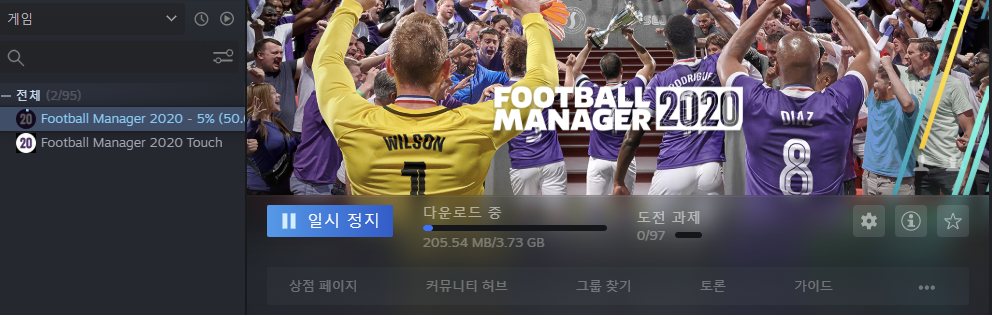 게임
전체 (2/95)
20 Football Manager 2020 - 5% (50.
20 Football Manager 2020 Touch
WILSON
1
RODRIGUE
DIAZ
8
FOOTBALL
MANAGER 2020
일시 정지
다운로드 중
205.54 MB/3.73 GB
도전 과제
0/97
상점 페이지 커뮤니티 허브 그룹 찾기 토론 가이드